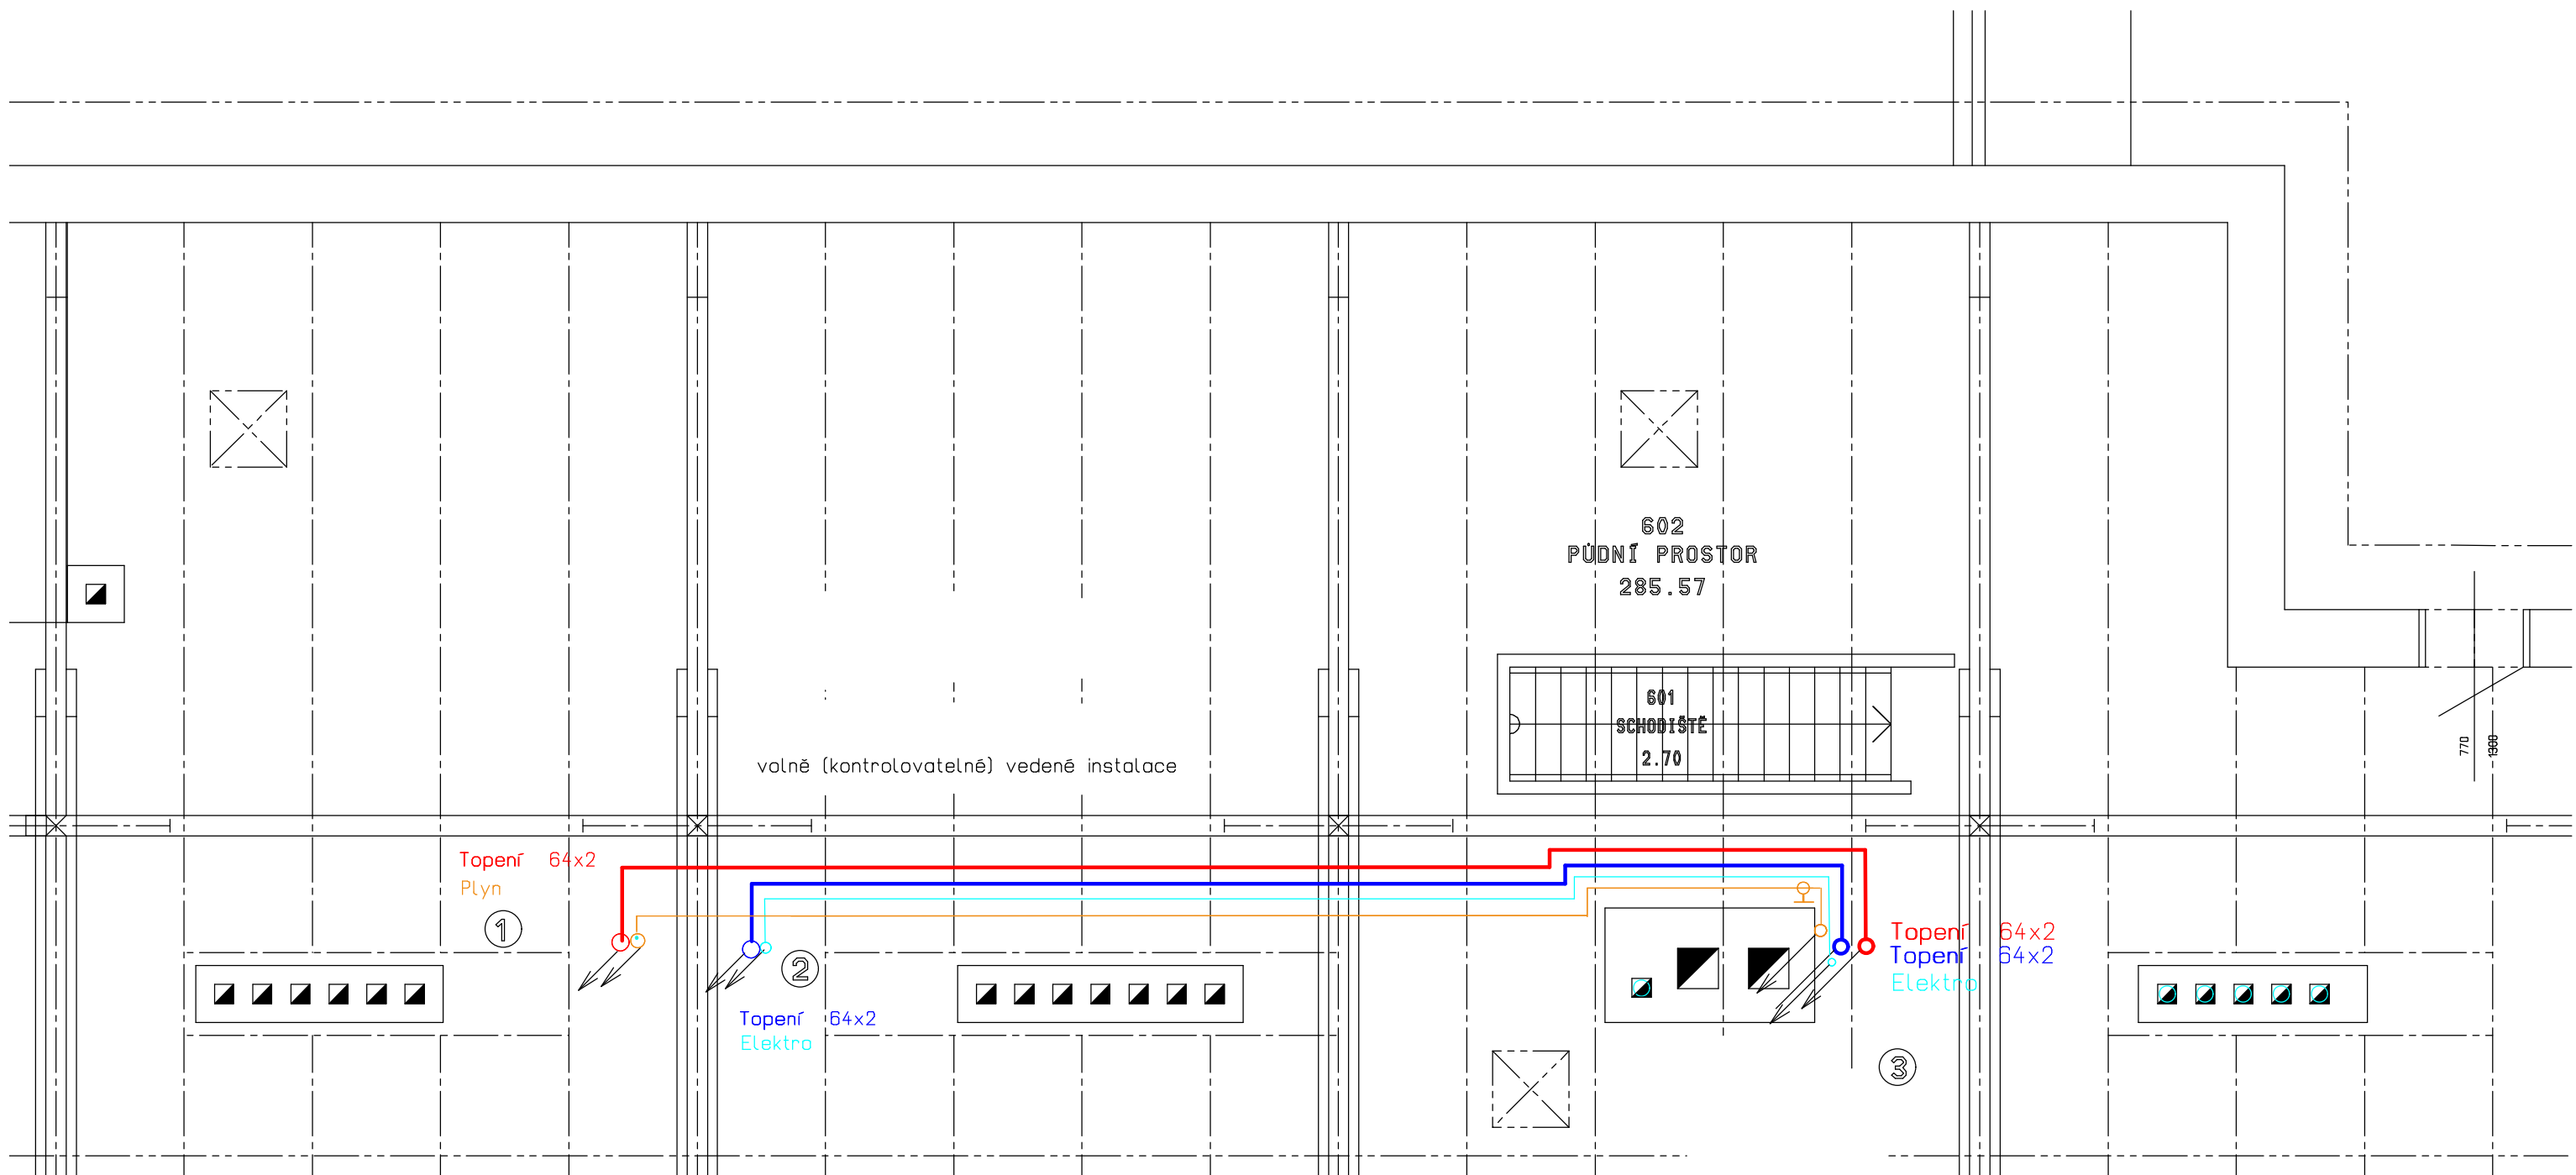 602
PŮDNÍ PROSTOR
285.57
601
SCHODIŠTĚ
2.70
770
1300
volně (kontrolovatelné) vedené instalace
Topení 64x2
Plyn
1
2
Topení 64x2
Elektro
Topení 64x2
Topení 64x2
Elektro
3